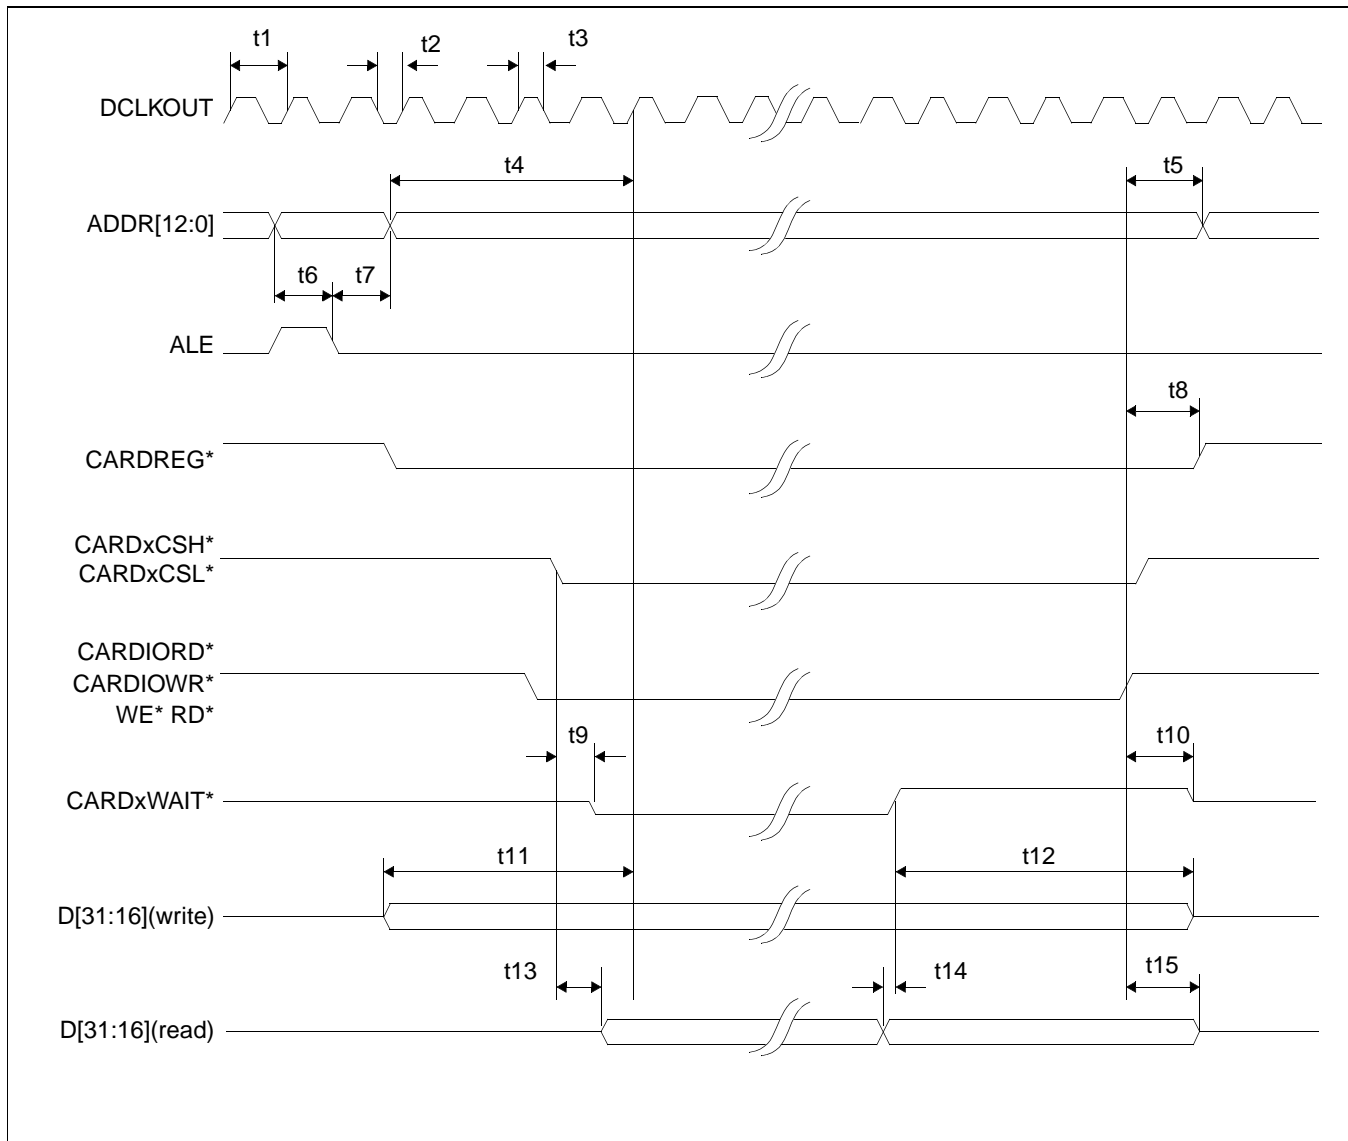 t1
t2
t3
DCLKOUT
t4
t5
ADDR[12:0]
t6
t7
ALE
t8
CARDREG*
CARDxCSH*
CARDxCSL*
CARDIORD*
CARDIOWR*
WE* RD*
t9
t10
CARDxWAIT*
t11
t12
D[31:16](write)
t13
t14
t15
D[31:16](read)